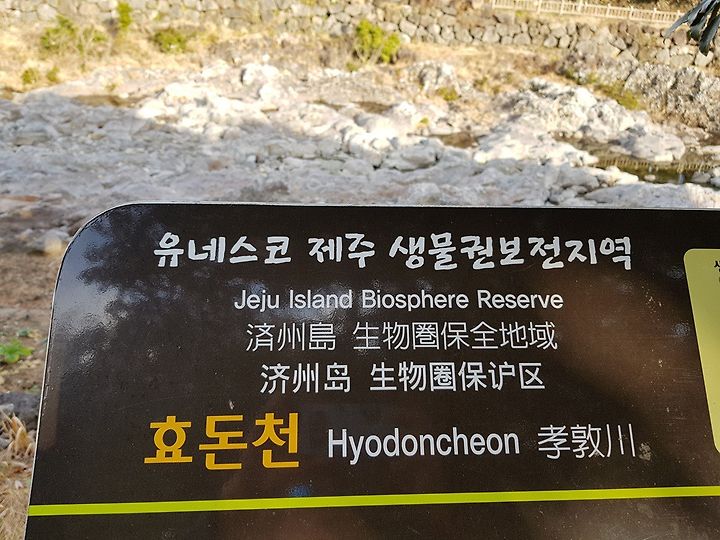 유네스코 제주 생물권보전지역
Jeju Island Biosphere Reserve
済州島 生物圏保全地域
济州岛 生物圈保护区
효돈천 Hyodoncheon 孝敦川